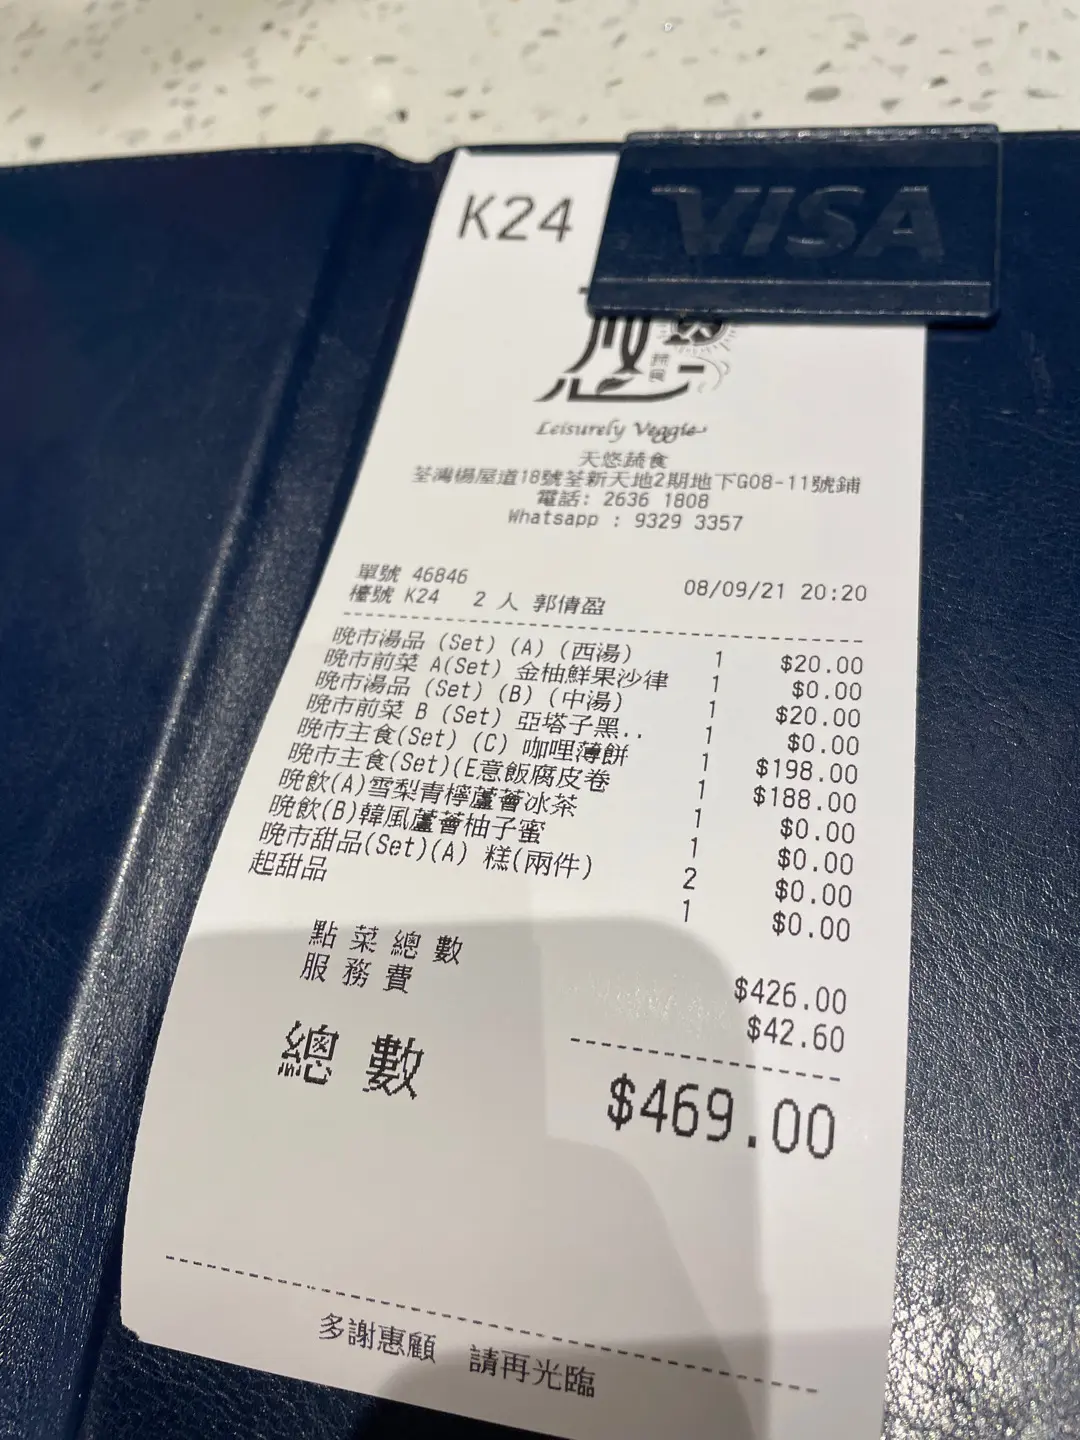 VISA
K24
蔬食
Leisurely Veggie
天悠蔬食
荃灣楊屋道18號荃新天地2期地下G08-11號鋪
電話: 2636 1808
Whatsapp : 9329 3357
單號 46846 08/09/21 20:20
檯號 K24 2 人 郭倩盈
晚市湯品 (Set) (A) (西湯) 1 $20.00
晚市前菜 A(Set) 金柚鮮果沙律 1 $0.00
晚市湯品 (Set) (B) (中湯) 1 $20.00
晚市前菜 B (Set) 亞塔子黑.. 1 $0.00
晚市主食(Set) (C) 咖哩薄餅 1 $198.00
晚市主食(Set)(E意飯腐皮卷 1 $188.00
晚飲(A)雪梨青檸蘆薈冰茶 1 $0.00
晚飲(B)韓風蘆薈柚子蜜 1 $0.00
晚市甜品(Set)(A) 糕(兩件) 2 $0.00
起甜品 1 $0.00
點菜總數 $426.00
服務費 $42.60
總數 $469.00
多謝惠顧 請再光臨